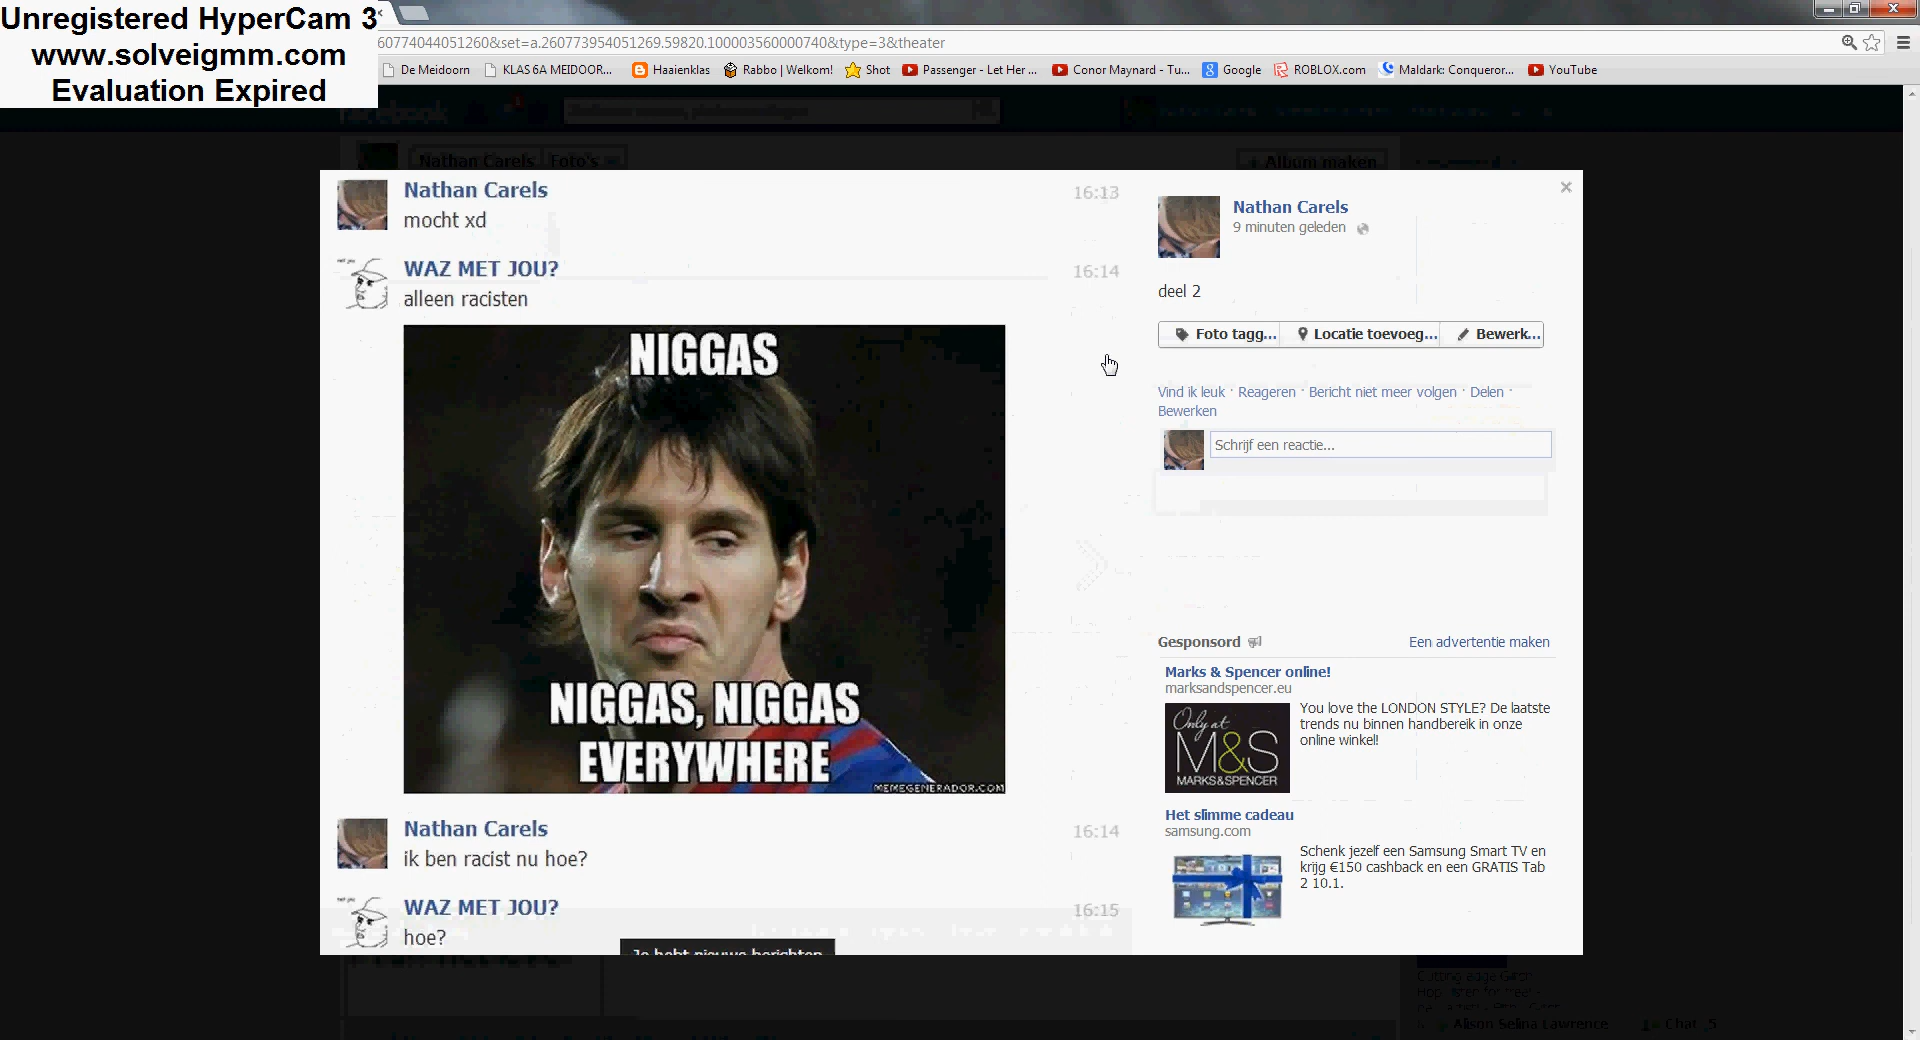 Unregistered HyperCam 3
www.solveigmm.com
Evaluation Expired
60774044051260&set=a.260773954051269.59820.100003560000740&type=3&theater
De Meidoorn
KLAS 6A MEIDOOR...
Haaienklas
Rabbo | Welkom!
Shot
Passenger - Let Her ...
Conor Maynard - Tu...
Google
ROBLOX.com
Maldark: Conqueror...
YouTube
Nathan Carels
Foto's
Album maken
Nathan Carels
16:13
mocht xd
WAZ MET JOU?
16:14
alleen racisten
NIGGAS
NIGGAS, NIGGAS
EVERYWHERE
MEMEGENERADOR.COM
Nathan Carels
16:14
ik ben racist nu hoe?
WAZ MET JOU?
16:15
hoe?
Je hebt nieuwe berichten
Nathan Carels
9 minuten geleden
deel 2
Foto tagg...
Locatie toevoeg...
Bewerk...
Vind ik leuk · Reageren · Bericht niet meer volgen · Delen ·
Bewerken
Schrijf een reactie...
Gesponsord
Een advertentie maken
Marks & Spencer online!
marksandspencer.eu
Only at
M&S
MARKS&SPENCER
You love the LONDON STYLE? De laatste
trends nu binnen handbereik in onze
online winkel!
Het slimme cadeau
samsung.com
Schenk jezelf een Samsung Smart TV en
krijg €150 cashback en een GRATIS Tab
2 10.1.
Alison Selina Lawrence
Chat